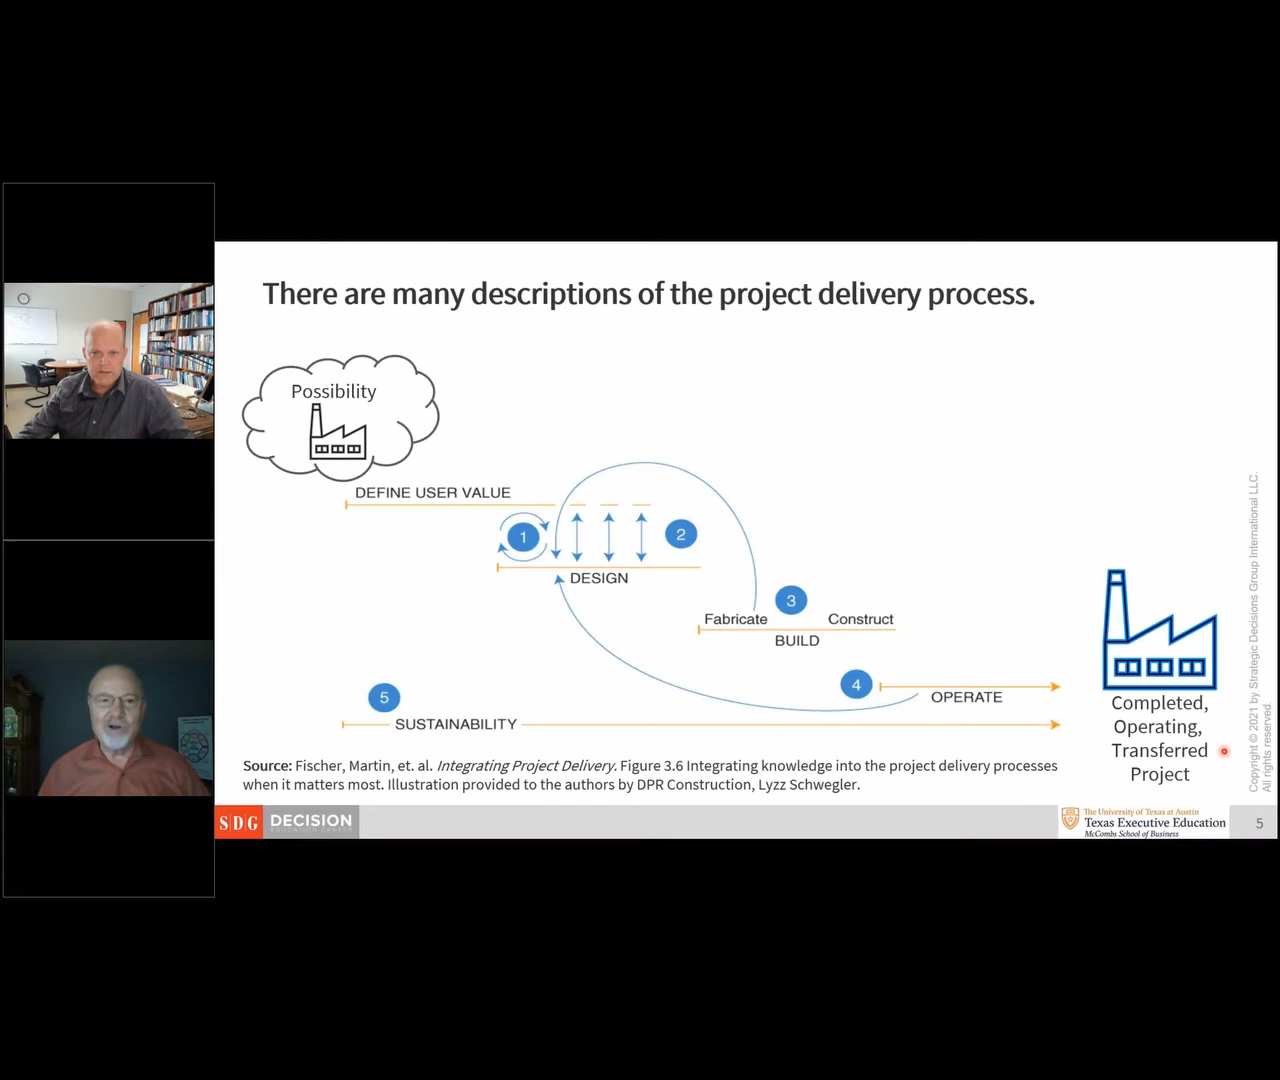 There are many descriptions of the project delivery process.
Possibility
DEFINE USER VALUE
1
2
DESIGN
3
Fabricate
Construct
BUILD
4
OPERATE
5
SUSTAINABILITY
Completed,
Operating,
Transferred
Project
Source: Fischer, Martin, et. al. Integrating Project Delivery. Figure 3.6 Integrating knowledge into the project delivery processes
when it matters most. Illustration provided to the authors by DPR Construction, Lyzz Schwegler.
Copyright © 2021 by Strategic Decisions Group International LLC.
All rights reserved.
SDG
DECISION
EDUCATION CENTER
The University of Texas at Austin
Texas Executive Education
McCombs School of Business
5